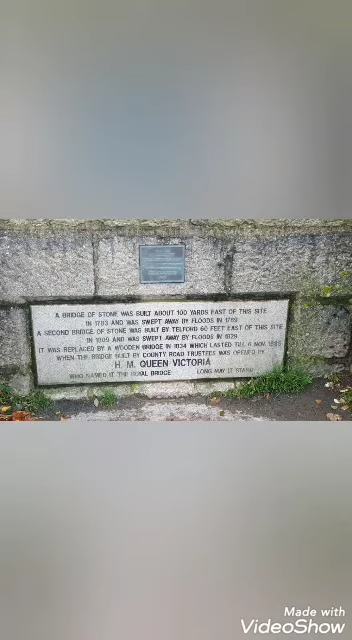 A BRIDGE OF STONE WAS BUILT ABOUT 100 YARDS EAST OF THIS SITE
IN 1783 AND WAS SWEPT AWAY BY FLOODS IN 1799
A SECOND BRIDGE OF STONE WAS BUILT BY TELFORD 60 FEET EAST OF THIS SITE
IN 1809 AND WAS SWEPT AWAY BY FLOODS IN 1829
IT WAS REPLACED BY A WOODEN BRIDGE IN 1834 WHICH LASTED TILL 6 NOV. 1885
WHEN THE BRIDGE BUILT BY COUNTY ROAD TRUSTEES WAS OPENED BY
H. M. QUEEN VICTORIA
WHO NAMED IT THE ROYAL BRIDGE LONG MAY IT STAND
Made with
VideoShow